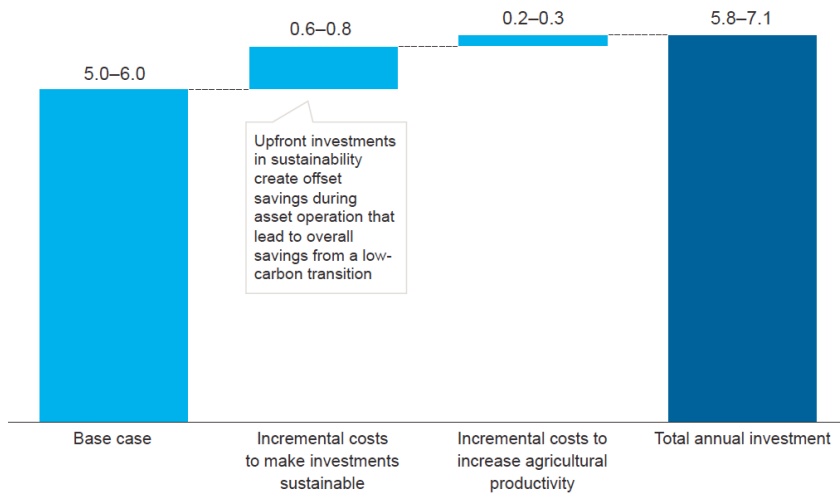 0.6–0.8
0.2–0.3
5.8–7.1
5.0–6.0
Upfront investments
in sustainability
create offset
savings during
asset operation that
lead to overall
savings from a low-
carbon transition
Base case
Incremental costs
to make investments
sustainable
Incremental costs to
increase agricultural
productivity
Total annual investment